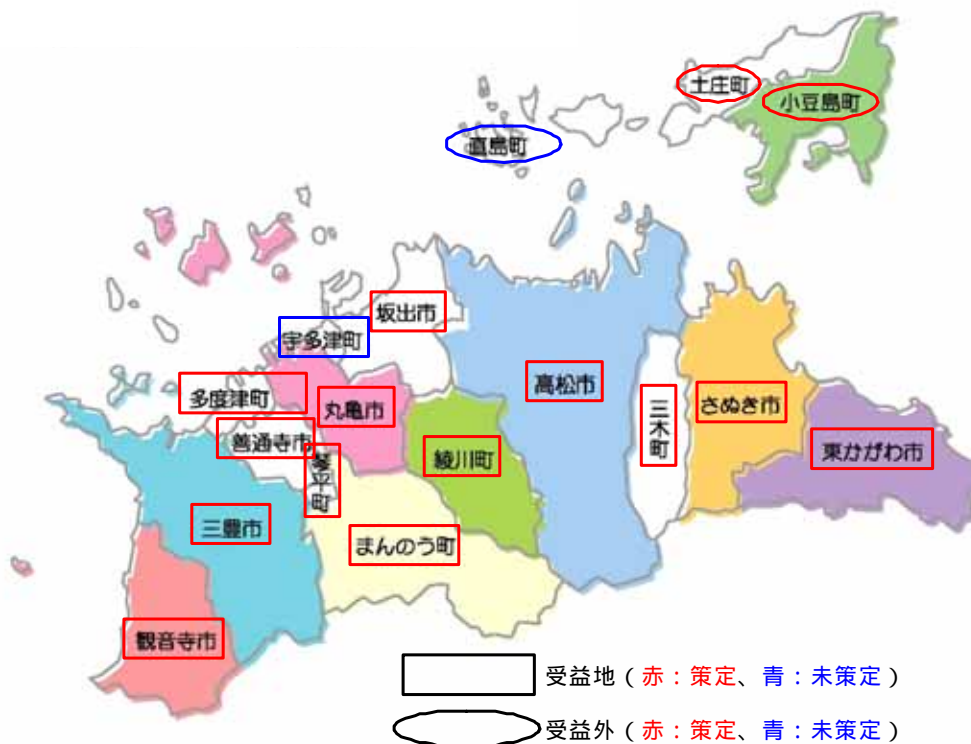 土庄町
小豆島町
直島町
坂出市
宇多津町
高松市
多度津町
丸亀市
三木町
さぬき市
善通寺市
琴平町
綾川町
東かがわ市
三豊市
まんのう町
観音寺市
受益地（赤：策定、青：未策定）
受益外（赤：策定、青：未策定）